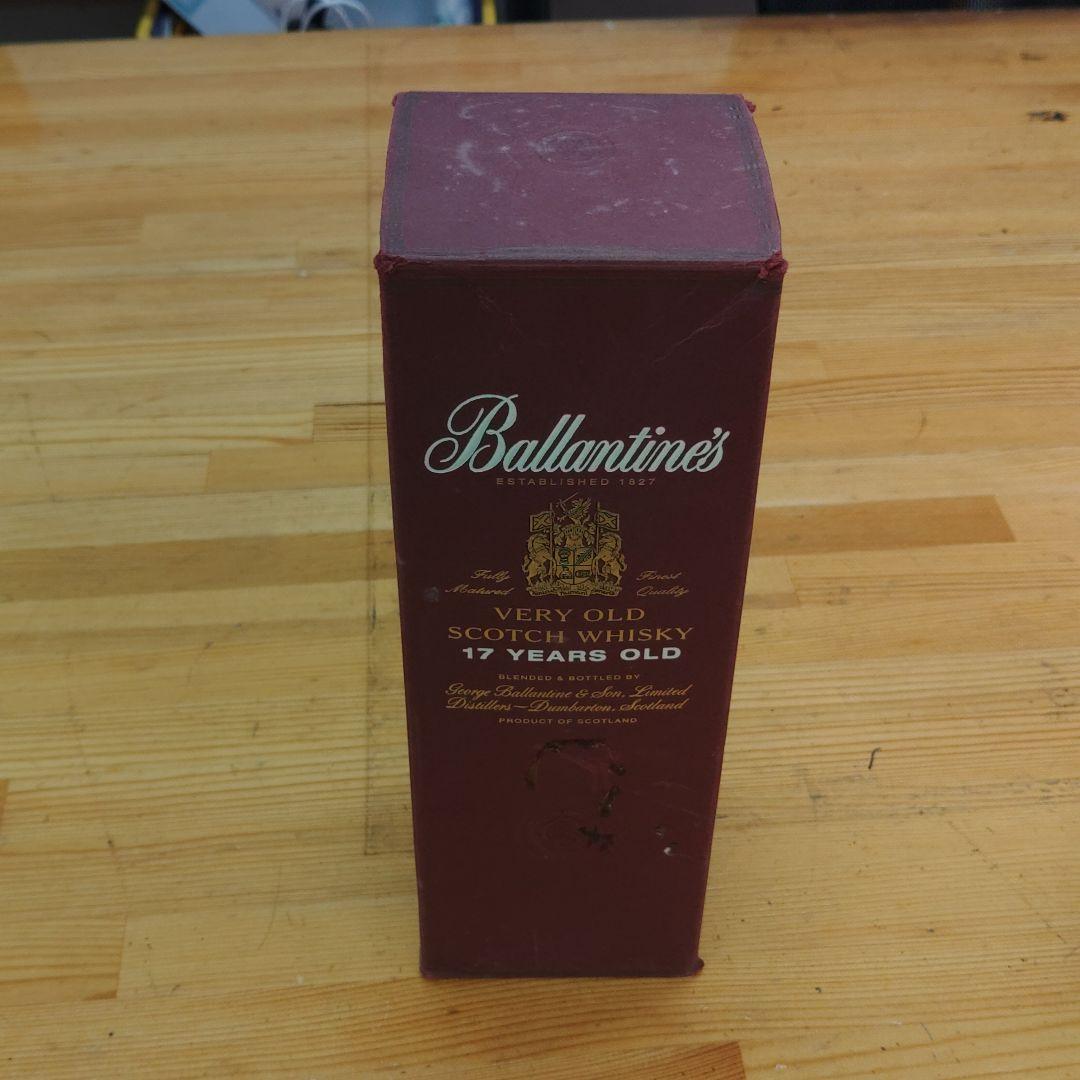 Ballantine's
ESTABLISHED 1827
Fully Finest
Matured Quality
VERY OLD
SCOTCH WHISKY
17 YEARS OLD
BLENDED & BOTTLED BY
George Ballantine & Son, Limited
Distillers—Dumbarton, Scotland
PRODUCT OF SCOTLAND